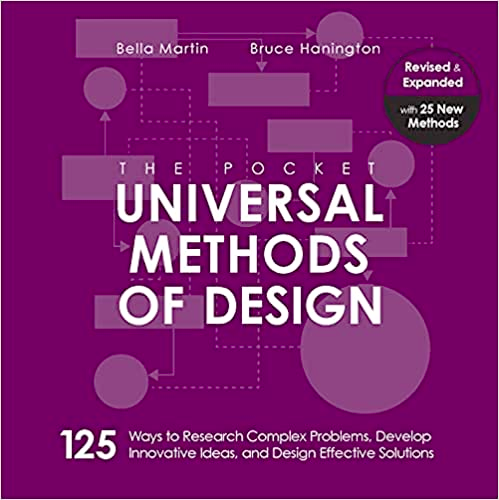 Bella Martin Bruce Hanington
Revised &
Expanded
with 25 New
Methods
THE POCKET
UNIVERSAL
METHODS
OF DESIGN
125 Ways to Research Complex Problems, Develop
Innovative Ideas, and Design Effective Solutions